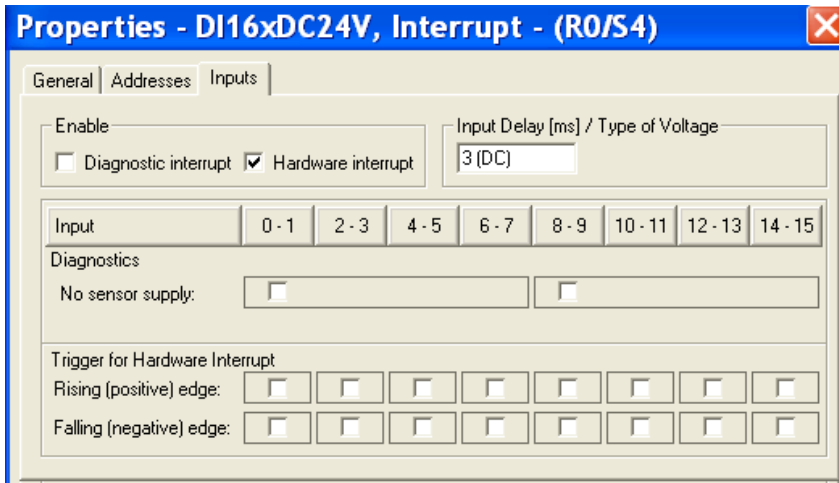 Properties - DI16xDC24V, Interrupt - (R0/S4)
General Addresses Inputs
Enable
Diagnostic interrupt Hardware interrupt
Input Delay [ms] / Type of Voltage
3 (DC)
Input 0 - 1 2 - 3 4 - 5 6 - 7 8 - 9 10 - 11 12 - 13 14 - 15
Diagnostics
No sensor supply:
Trigger for Hardware Interrupt
Rising (positive) edge:
Falling (negative) edge: